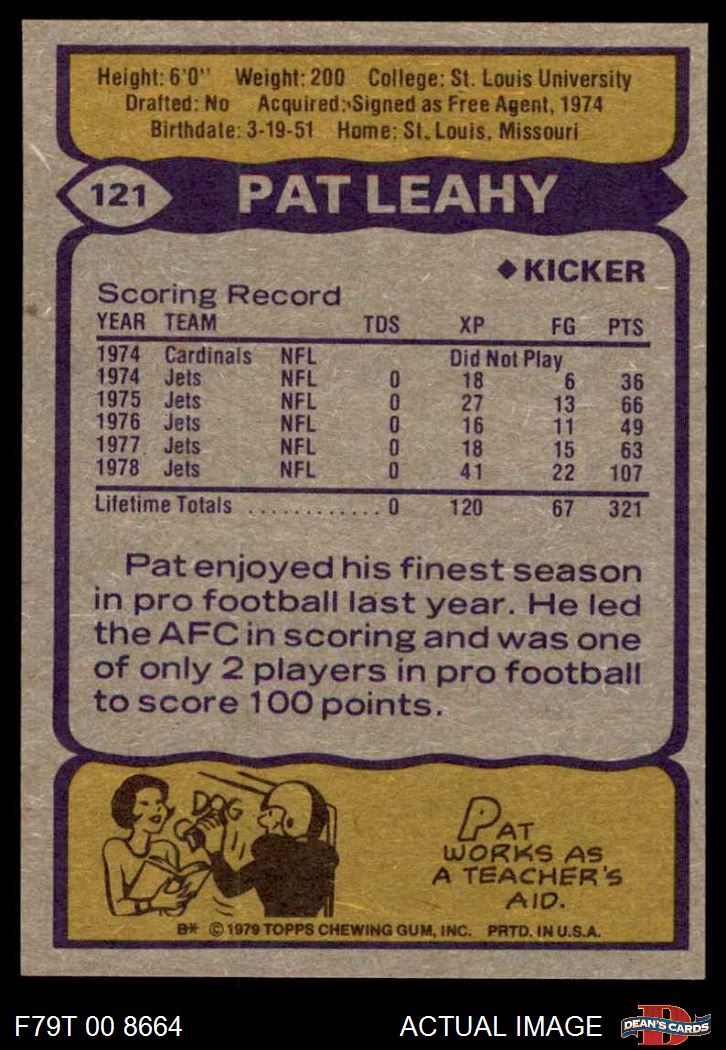 Height: 6'0" Weight: 200 College: St. Louis University
Drafted: No Acquired: Signed as Free Agent, 1974
Birthdate: 3-19-51 Home: St. Louis, Missouri
121 PAT LEAHY
◆KICKER
Scoring Record
YEAR TEAM TDS XP FG PTS
1974 Cardinals NFL Did Not Play
1974 Jets NFL 0 18 6 36
1975 Jets NFL 0 27 13 66
1976 Jets NFL 0 16 11 49
1977 Jets NFL 0 18 15 63
1978 Jets NFL 0 41 22 107
Lifetime Totals ............ 0 120 67 321
Pat enjoyed his finest season
in pro football last year. He led
the AFC in scoring and was one
of only 2 players in pro football
to score 100 points.
DOG
C
PAT
WORKS AS
A TEACHER'S
AID.
B* © 1979 TOPPS CHEWING GUM, INC. PRTD. IN U.S.A.
F79T 00 8664 ACTUAL IMAGE
D
DEAN'S CARDS